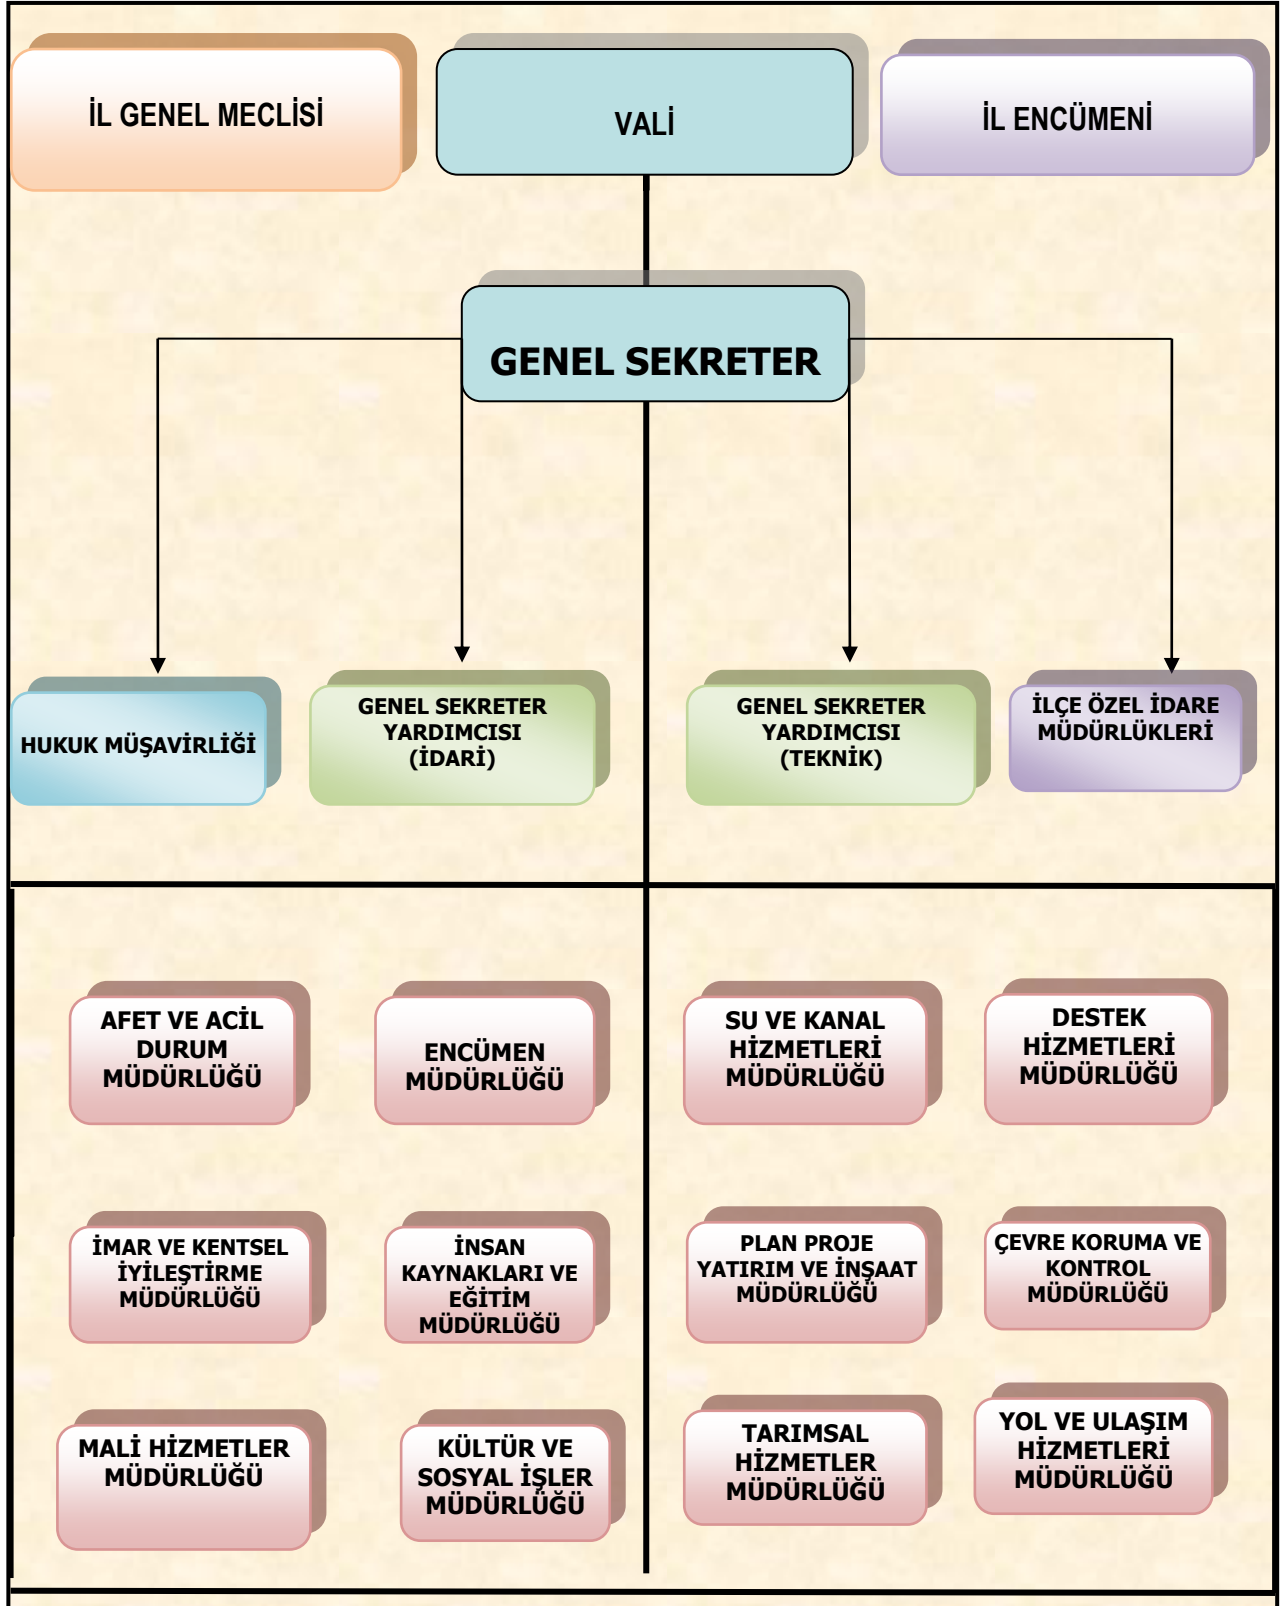 İL GENEL MECLİSİ
VALİ
İL ENCÜMENİ
GENEL SEKRETER
HUKUK MÜŞAVİRLİĞİ
GENEL SEKRETER
YARDIMCISI
(İDARİ)
GENEL SEKRETER
YARDIMCISI
(TEKNİK)
İLÇE ÖZEL İDARE
MÜDÜRLÜKLERİ
AFET VE ACİL
DURUM
MÜDÜRLÜĞÜ
ENCÜMEN
MÜDÜRLÜĞÜ
SU VE KANAL
HİZMETLERİ
MÜDÜRLÜĞÜ
DESTEK
HİZMETLERİ
MÜDÜRLÜĞÜ
İMAR VE KENTSEL
İYİLEŞTİRME
MÜDÜRLÜĞÜ
İNSAN
KAYNAKLARI VE
EĞİTİM
MÜDÜRLÜĞÜ
PLAN PROJE
YATIRIM VE İNŞAAT
MÜDÜRLÜĞÜ
ÇEVRE KORUMA VE
KONTROL
MÜDÜRLÜĞÜ
MALİ HİZMETLER
MÜDÜRLÜĞÜ
KÜLTÜR VE
SOSYAL İŞLER
MÜDÜRLÜĞÜ
TARIMSAL
HİZMETLER
MÜDÜRLÜĞÜ
YOL VE ULAŞIM
HİZMETLERİ
MÜDÜRLÜĞÜ